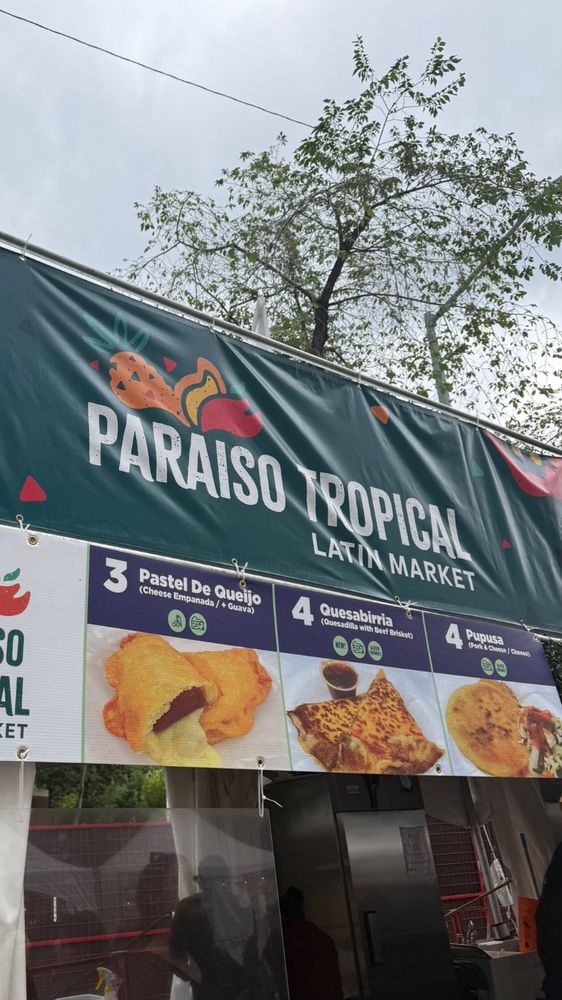 PARAISO TROPICAL
LATIN MARKET
SO
AL
KET
3 Pastel De Queijo
(Cheese Empanada / + Guava)
4 Quesabirria
(Quesadilla with Beef Brisket)
NEW!
4 Pupusa
(Pork & Cheese / Cheese)